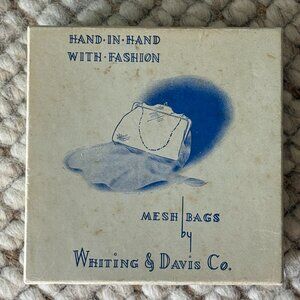 HAND·IN·HAND
WITH·FASHION
MESH BAGS
by
WHITING & DAVIS CO.